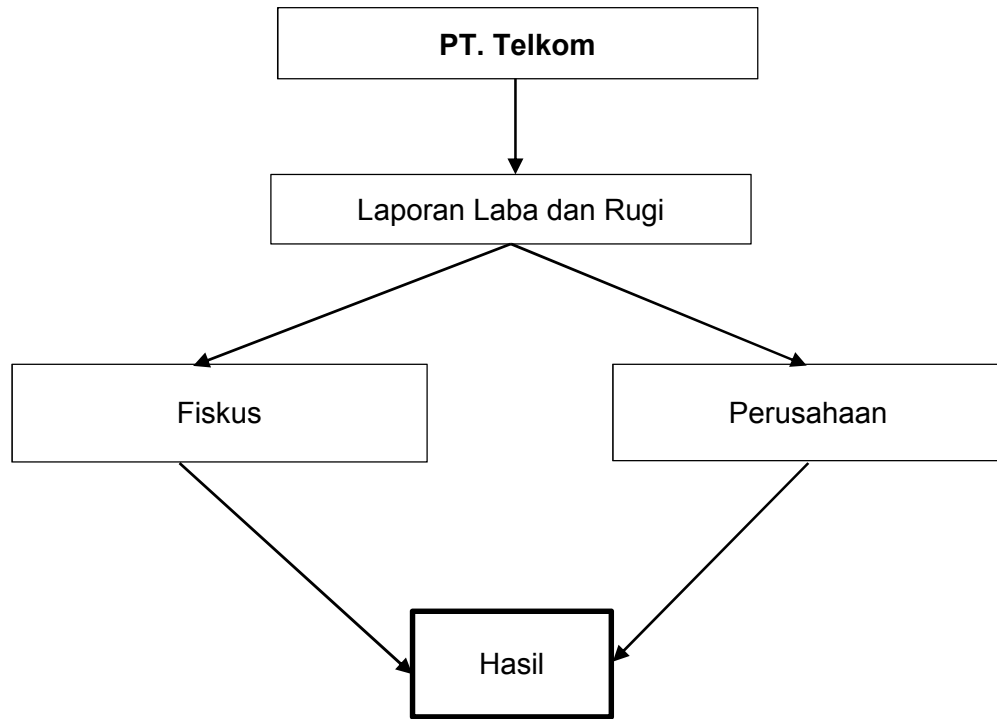 PT. Telkom
Laporan Laba dan Rugi
Fiskus
Perusahaan
Hasil